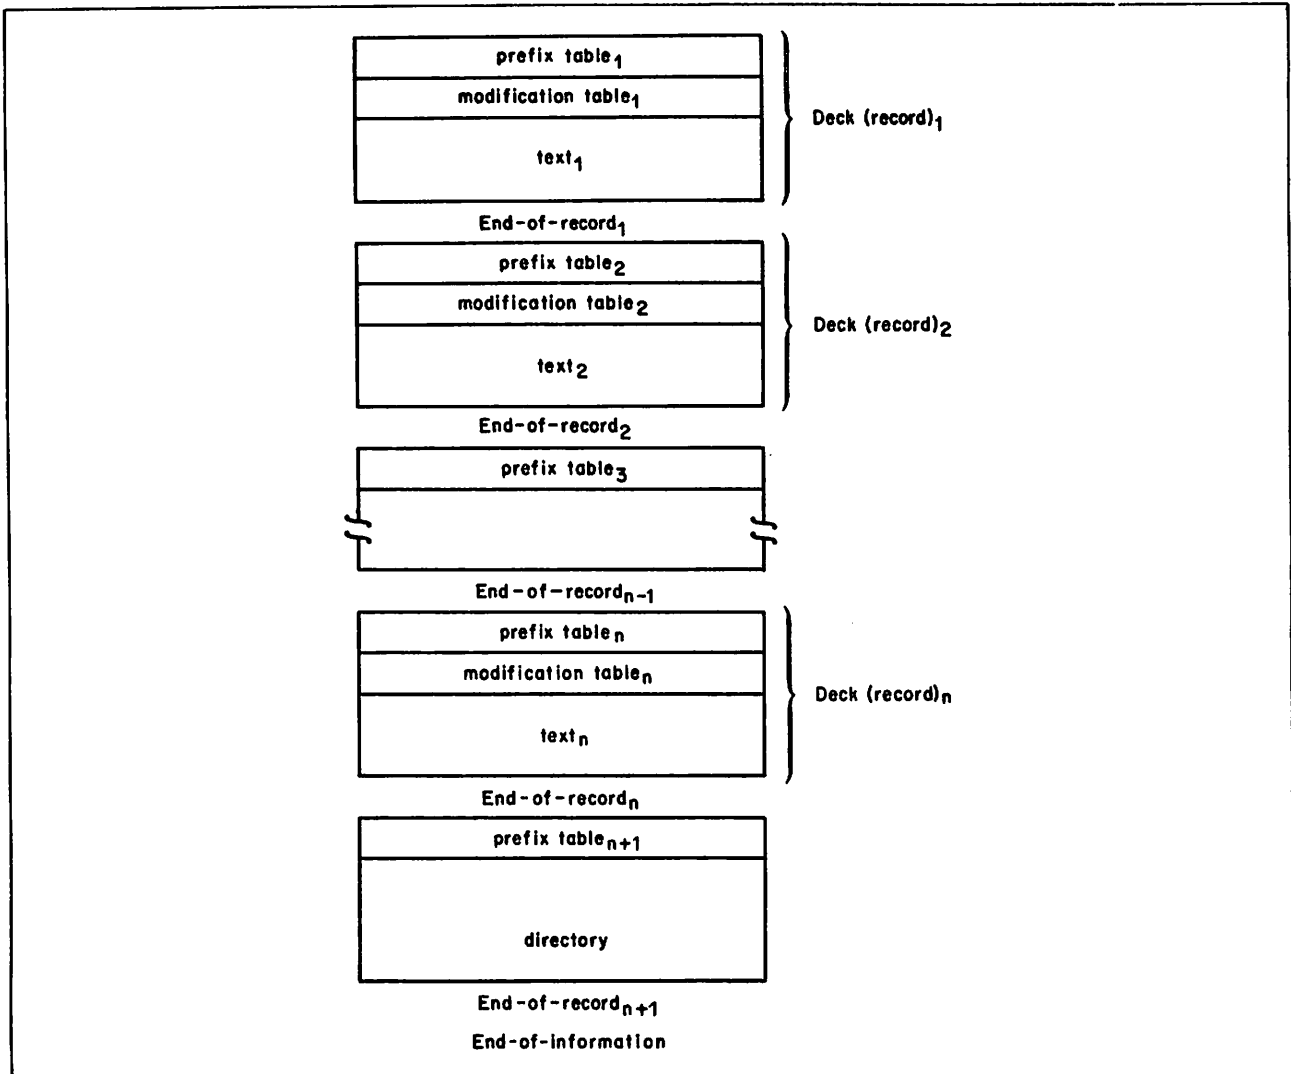 prefix table₁
modification table₁
Deck (record)₁
text₁
End-of-record₁
prefix table₂
modification table₂
Deck (record)₂
text₂
End-of-record₂
prefix table₃
End-of-recordₙ₋₁
prefix tableₙ
modification tableₙ
Deck (record)ₙ
textₙ
End-of-recordₙ
prefix tableₙ₊₁
directory
End-of-recordₙ₊₁
End-of-information